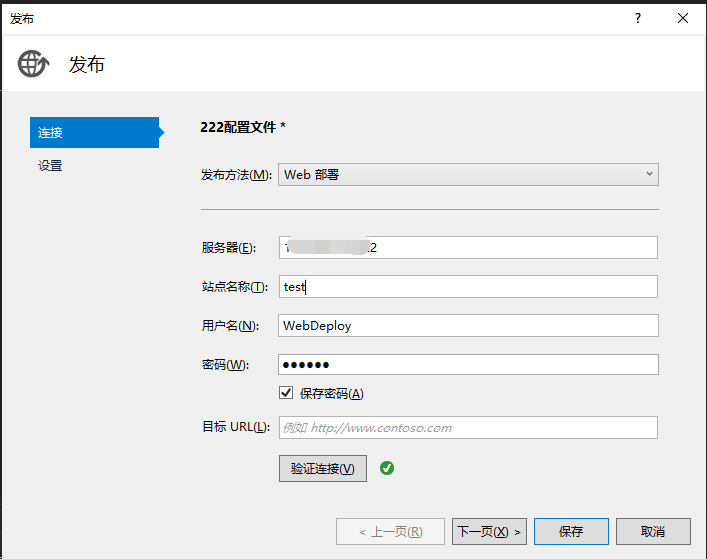 发布
?
发布
连接
设置
222配置文件 *
发布方法(M):
Web 部署
服务器(E):
站点名称(T):
test
用户名(N):
WebDeploy
密码(W):
●●●●●●
保存密码(A)
目标 URL(L):
例如 http://www.contoso.com
验证连接(V)
< 上一页(R)
下一页(X) >
保存
取消